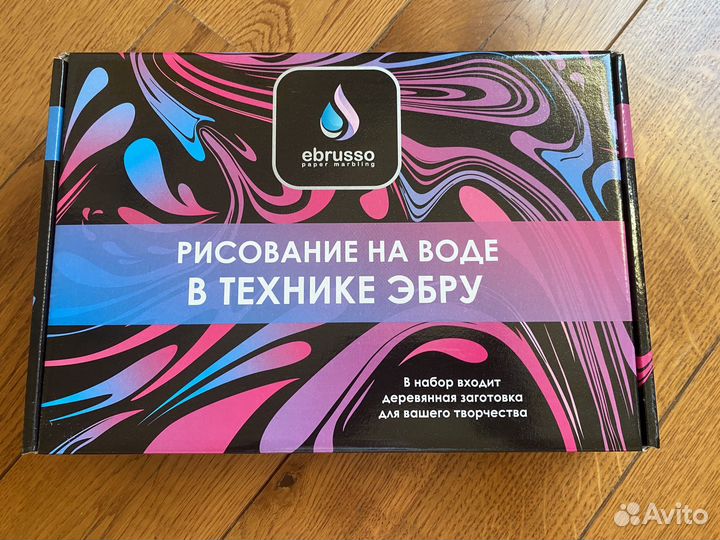 ebrusso
paper marbling
РИСОВАНИЕ НА ВОДЕ
В ТЕХНИКЕ ЭБРУ
В набор входит
деревянная заготовка
для вашего творчества
Avito